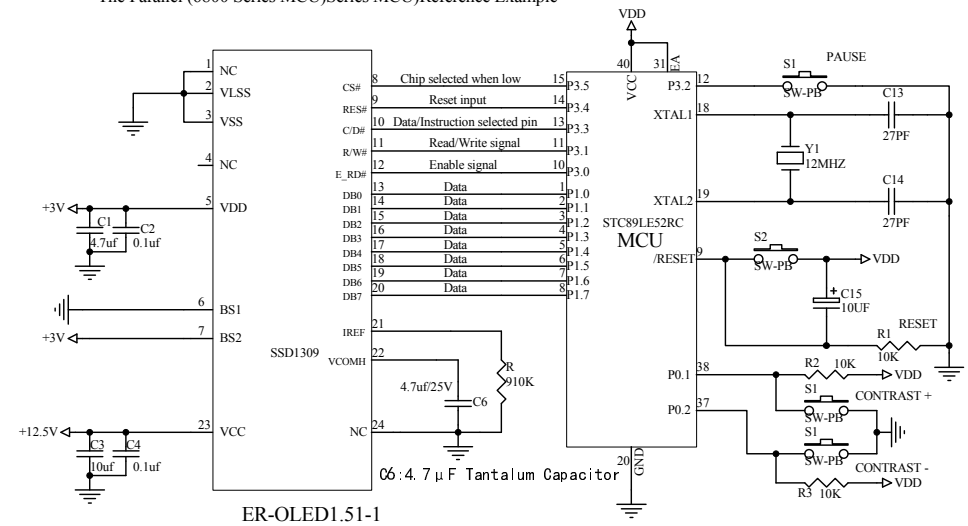 The Parallel (6800 Series MCU)Series MCU)Reference Example
VDD
40
31
VCC
EA
1
NC
2
VLSS
3
VSS
4
NC
5
VDD
+3V
C1
4.7uf
C2
0.1uf
6
BS1
7
BS2
+3V
SSD1309
23
VCC
+12.5V
C3
10uf
C4
0.1uf
ER-OLED1.51-1
CS#
8
Chip selected when low
15
P3.5
RES#
9
Reset input
14
P3.4
C/D#
10
Data/Instruction selected pin
13
P3.3
R/W#
11
Read/Write signal
11
P3.1
E_RD#
12
Enable signal
10
P3.0
DB0
13
Data
1
P1.0
DB1
14
Data
2
P1.1
DB2
15
Data
3
P1.2
DB3
16
Data
4
P1.3
DB4
17
Data
5
P1.4
DB5
18
Data
6
P1.5
DB6
19
Data
7
P1.6
DB7
20
Data
8
P1.7
IREF
21
VCOMH
22
R
910K
4.7uf/25V
C6
NC
24
C6:4.7μF Tantalum Capacitor
STC89LE52RC
MCU
20
GND
P3.2
12
S1
SW-PB
PAUSE
XTAL1
18
C13
27PF
Y1
12MHZ
XTAL2
19
C14
27PF
/RESET
9
S2
SW-PB
VDD
+
C15
10UF
R1
10K
RESET
P0.1
38
R2
10K
VDD
S1
SW-PB
CONTRAST +
P0.2
37
S1
SW-PB
CONTRAST -
R3
10K
VDD